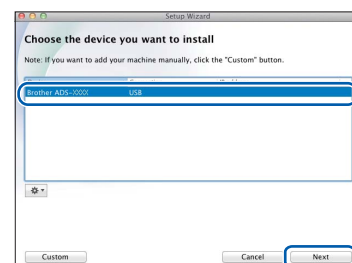 Setup Wizard
Choose the device you want to install
Note: If you want to add your machine manually, click the "Custom" button.
Brother ADS-XXXX USB
Custom Cancel Next